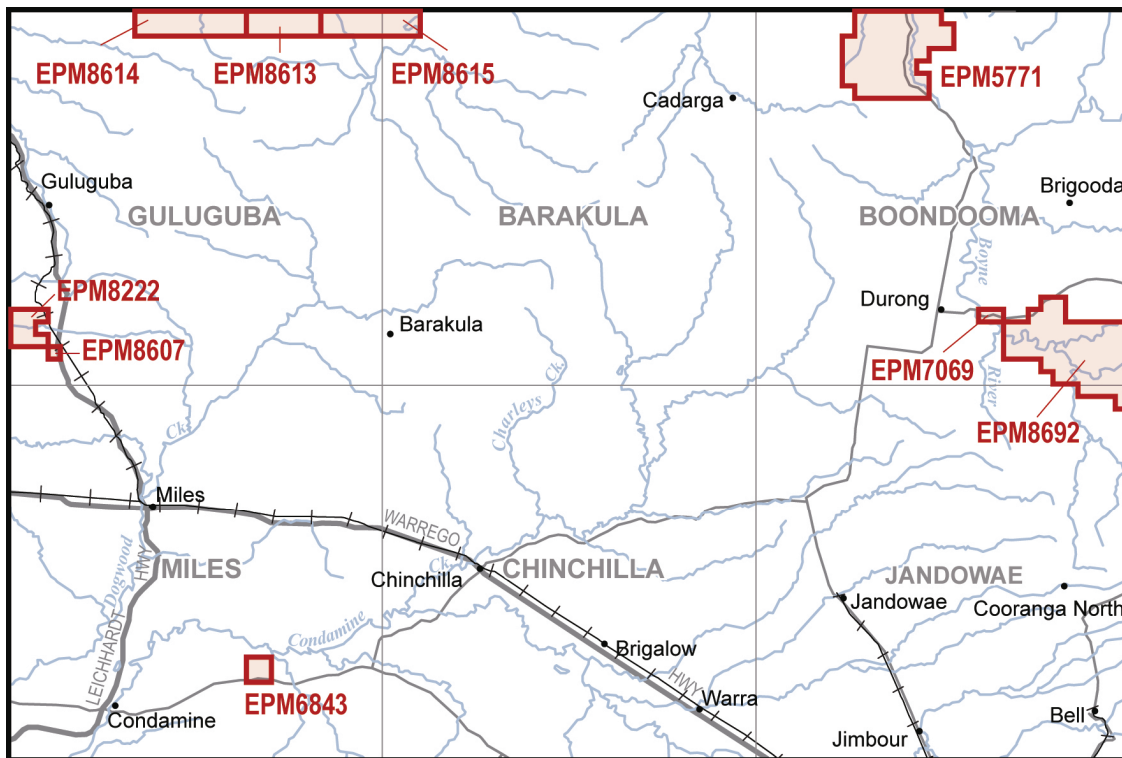 EPM8614
EPM8613
EPM8615
EPM5771
Cadarga
Guluguba
Brigooda
GULUGUBA
BARAKULA
BOONDOOMA
Boyne
EPM8222
Durong
Barakula
EPM8607
EPM7069
Ck.
River
Charleys
Ck.
EPM8692
Miles
WARREGO
Ck.
MILES
Chinchilla
CHINCHILLA
JANDOWAE
Dogwood
HWY
Jandowae
Cooranga North
LEICHHARDT
Condamine
Brigalow
HWY
EPM6843
Warra
Condamine
Bell
Jimbour